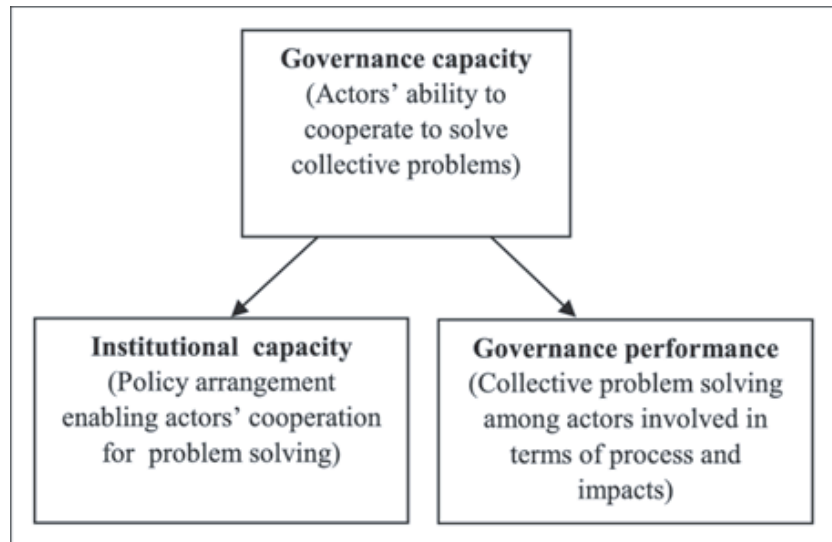 Governance capacity
(Actors’ ability to
cooperate to solve
collective problems)
Institutional capacity
(Policy arrangement
enabling actors’ cooperation
for problem solving)
Governance performance
(Collective problem solving
among actors involved in
terms of process and
impacts)